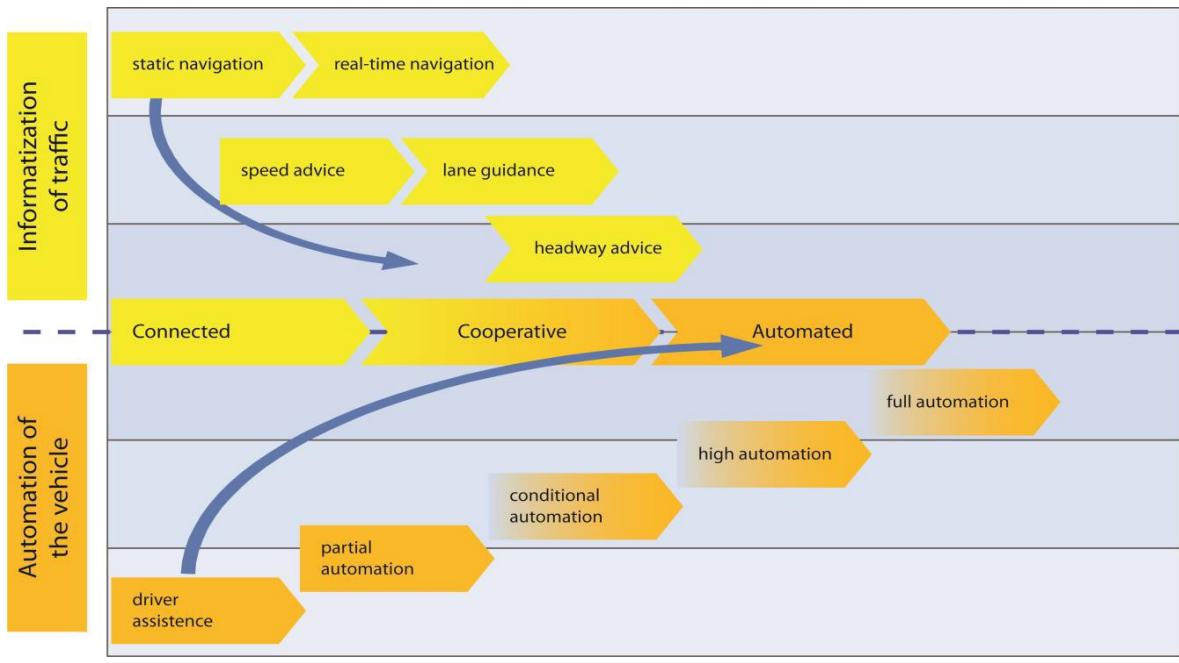 Informatization
of traffic
static navigation
real-time navigation
speed advice
lane guidance
headway advice
Connected
Cooperative
Automated
Automation of
the vehicle
full automation
high automation
conditional
automation
partial
automation
driver
assistence